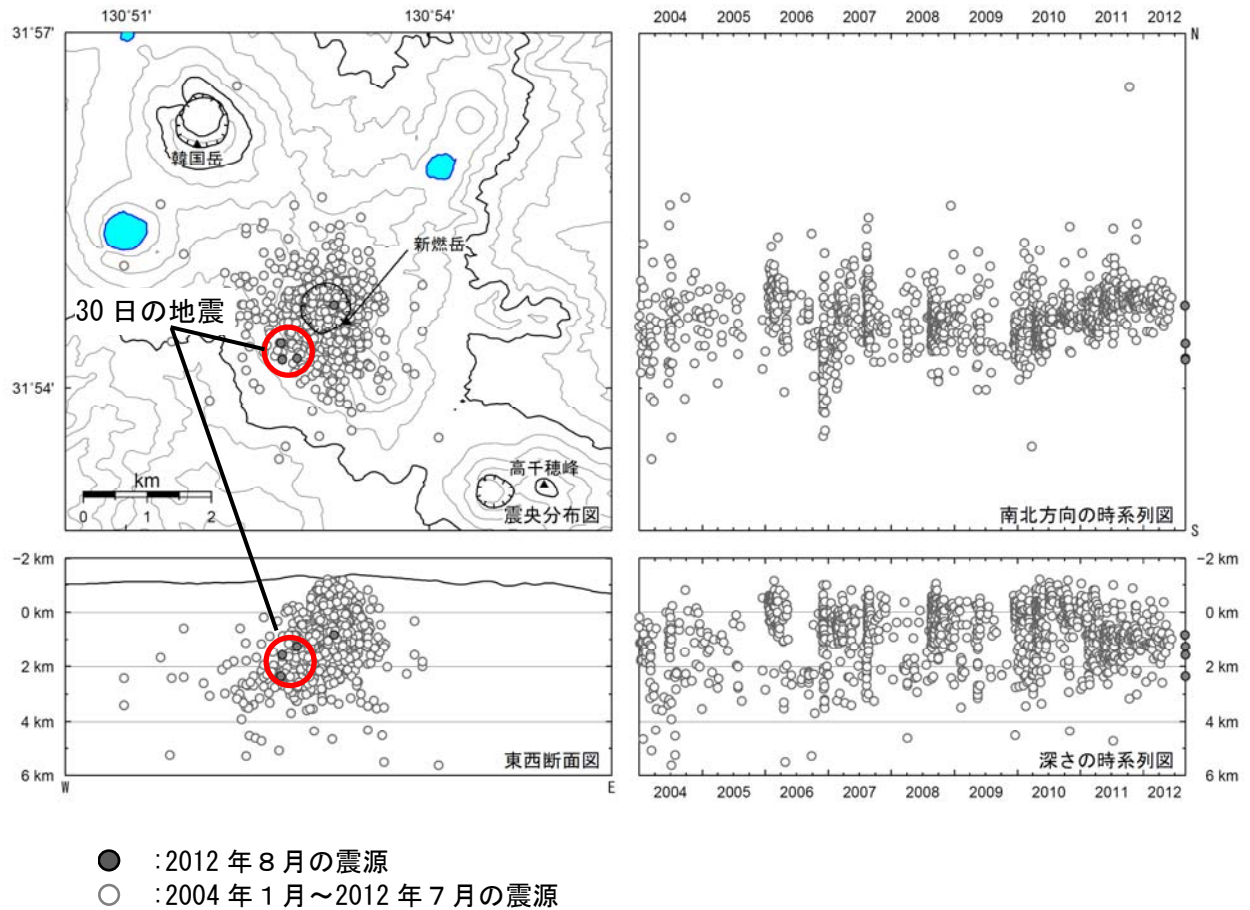 130°51' 130°54'
31°57'
韓国岳
新燃岳
30 日の地震
31°54'
高千穂峰
km
0 1 2
震央分布図
2004 2005 2006 2007 2008 2009 2010 2011 2012
N
南北方向の時系列図
S
-2 km
0 km
2 km
4 km
6 km
東西断面図
W E
-2 km
0 km
2 km
4 km
6 km
深さの時系列図
2004 2005 2006 2007 2008 2009 2010 2011 2012
:2012 年８月の震源
:2004 年１月～2012 年７月の震源